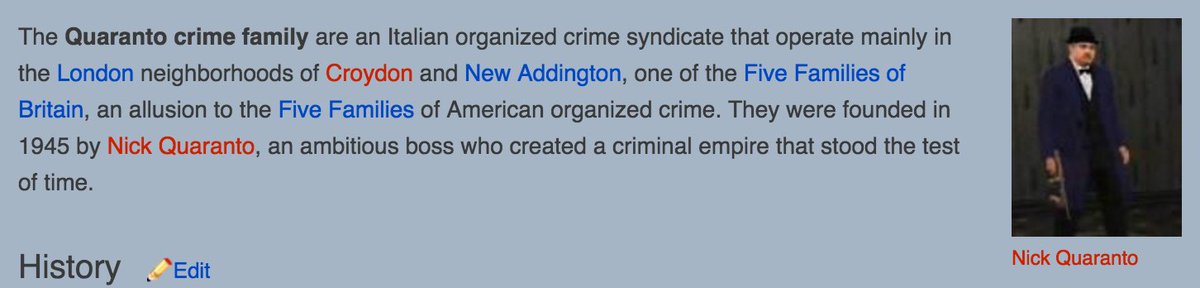 The Quaranto crime family are an Italian organized crime syndicate that operate mainly in
the London neighborhoods of Croydon and New Addington, one of the Five Families of
Britain, an allusion to the Five Families of American organized crime. They were founded in
1945 by Nick Quaranto, an ambitious boss who created a criminal empire that stood the test
of time.
Nick Quaranto
History Edit